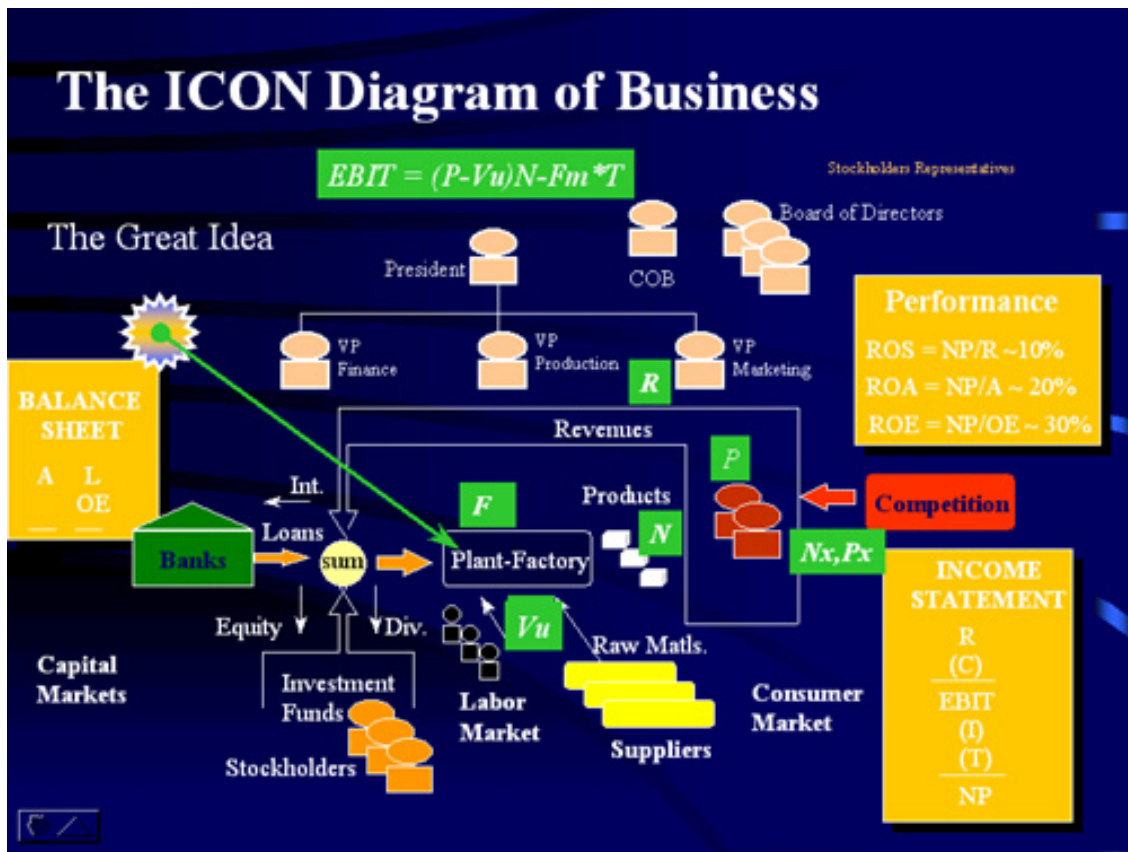 The ICON Diagram of Business
EBIT = (P-Vu)N-Fm*T
Stockholders Representatives
The Great Idea
President
COB
Board of Directors
VP
Finance
VP
Production
VP
Marketing
R
Performance
ROS = NP/R ~10%
ROA = NP/A ~ 20%
ROE = NP/OE ~ 30%
BALANCE
SHEET
A L
OE
Revenues
P
Int.
Loans
Banks
sum
F
Plant-Factory
Products
N
Competition
Nx,Px
Equity
Div.
Vu
Raw Matls.
Capital
Markets
Investment
Funds
Stockholders
Labor
Market
Suppliers
Consumer
Market
INCOME
STATEMENT
R
(C)
EBIT
(I)
(T)
NP